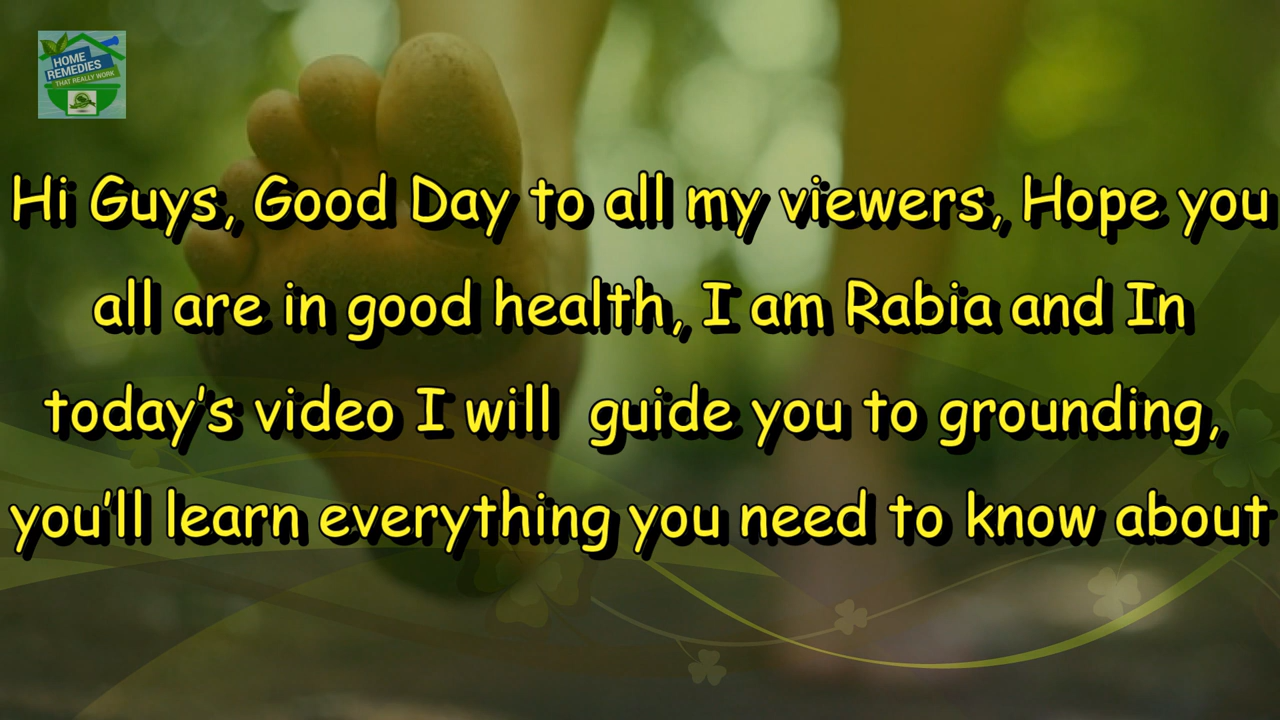 HOME
REMEDIES
THAT REALLY WORK
Hi Guys, Good Day to all my viewers, Hope you
all are in good health, I am Rabia and In
today's video I will  guide you to grounding,
you'll learn everything you need to know about